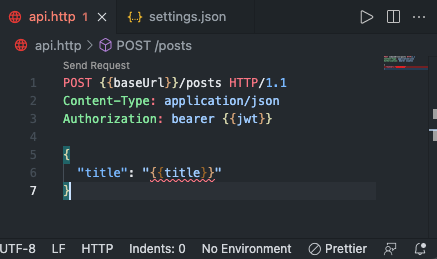 api.http 1 settings.json
api.http > POST /posts
Send Request
1 POST {{baseUrl}}/posts HTTP/1.1
2 Content-Type: application/json
3 Authorization: bearer {{jwt}}
4
5 {
6 "title": "{{title}}"
7 }
UTF-8 LF HTTP Indents: 0 No Environment Prettier